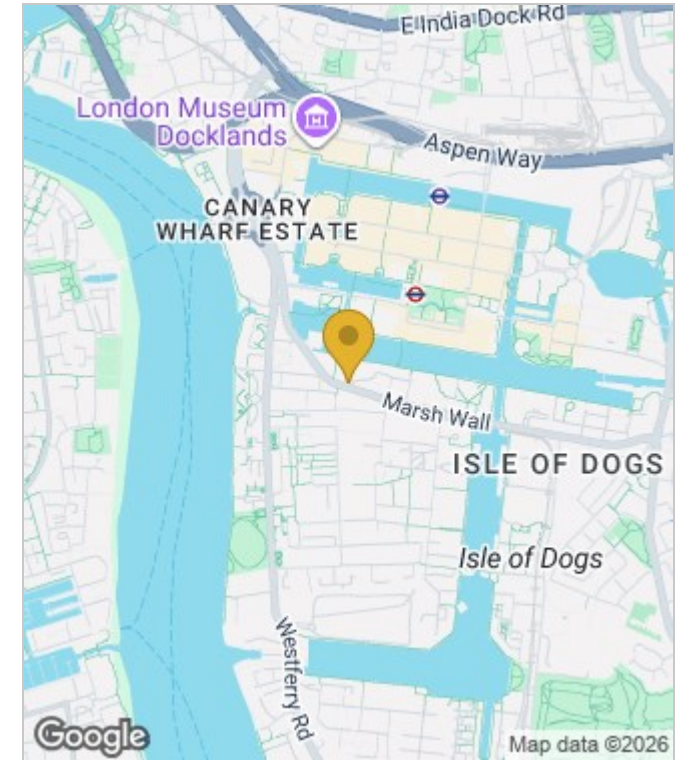 E India Dock Rd
London Museum
Docklands
Aspen Way
CANARY
WHARF ESTATE
Marsh Wall
ISLE OF DOGS
Isle of Dogs
Westferry Rd
Google
Map data ©2026